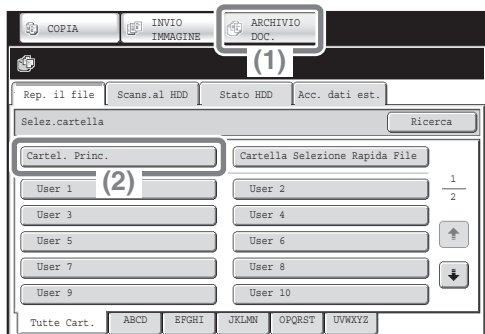 COPIA
INVIO
IMMAGINE
ARCHIVIO
DOC.
(1)
Rep. il file
Scans.al HDD
Stato HDD
Acc. dati est.
Selez.cartella
Ricerca
Cartel. Princ.
Cartella Selezione Rapida File
(2)
User 1
User 2
1
2
User 3
User 4
User 5
User 6
User 7
User 8
User 9
User 10
Tutte Cart.
ABCD
EFGHI
JKLMN
OPQRST
UVWXYZ